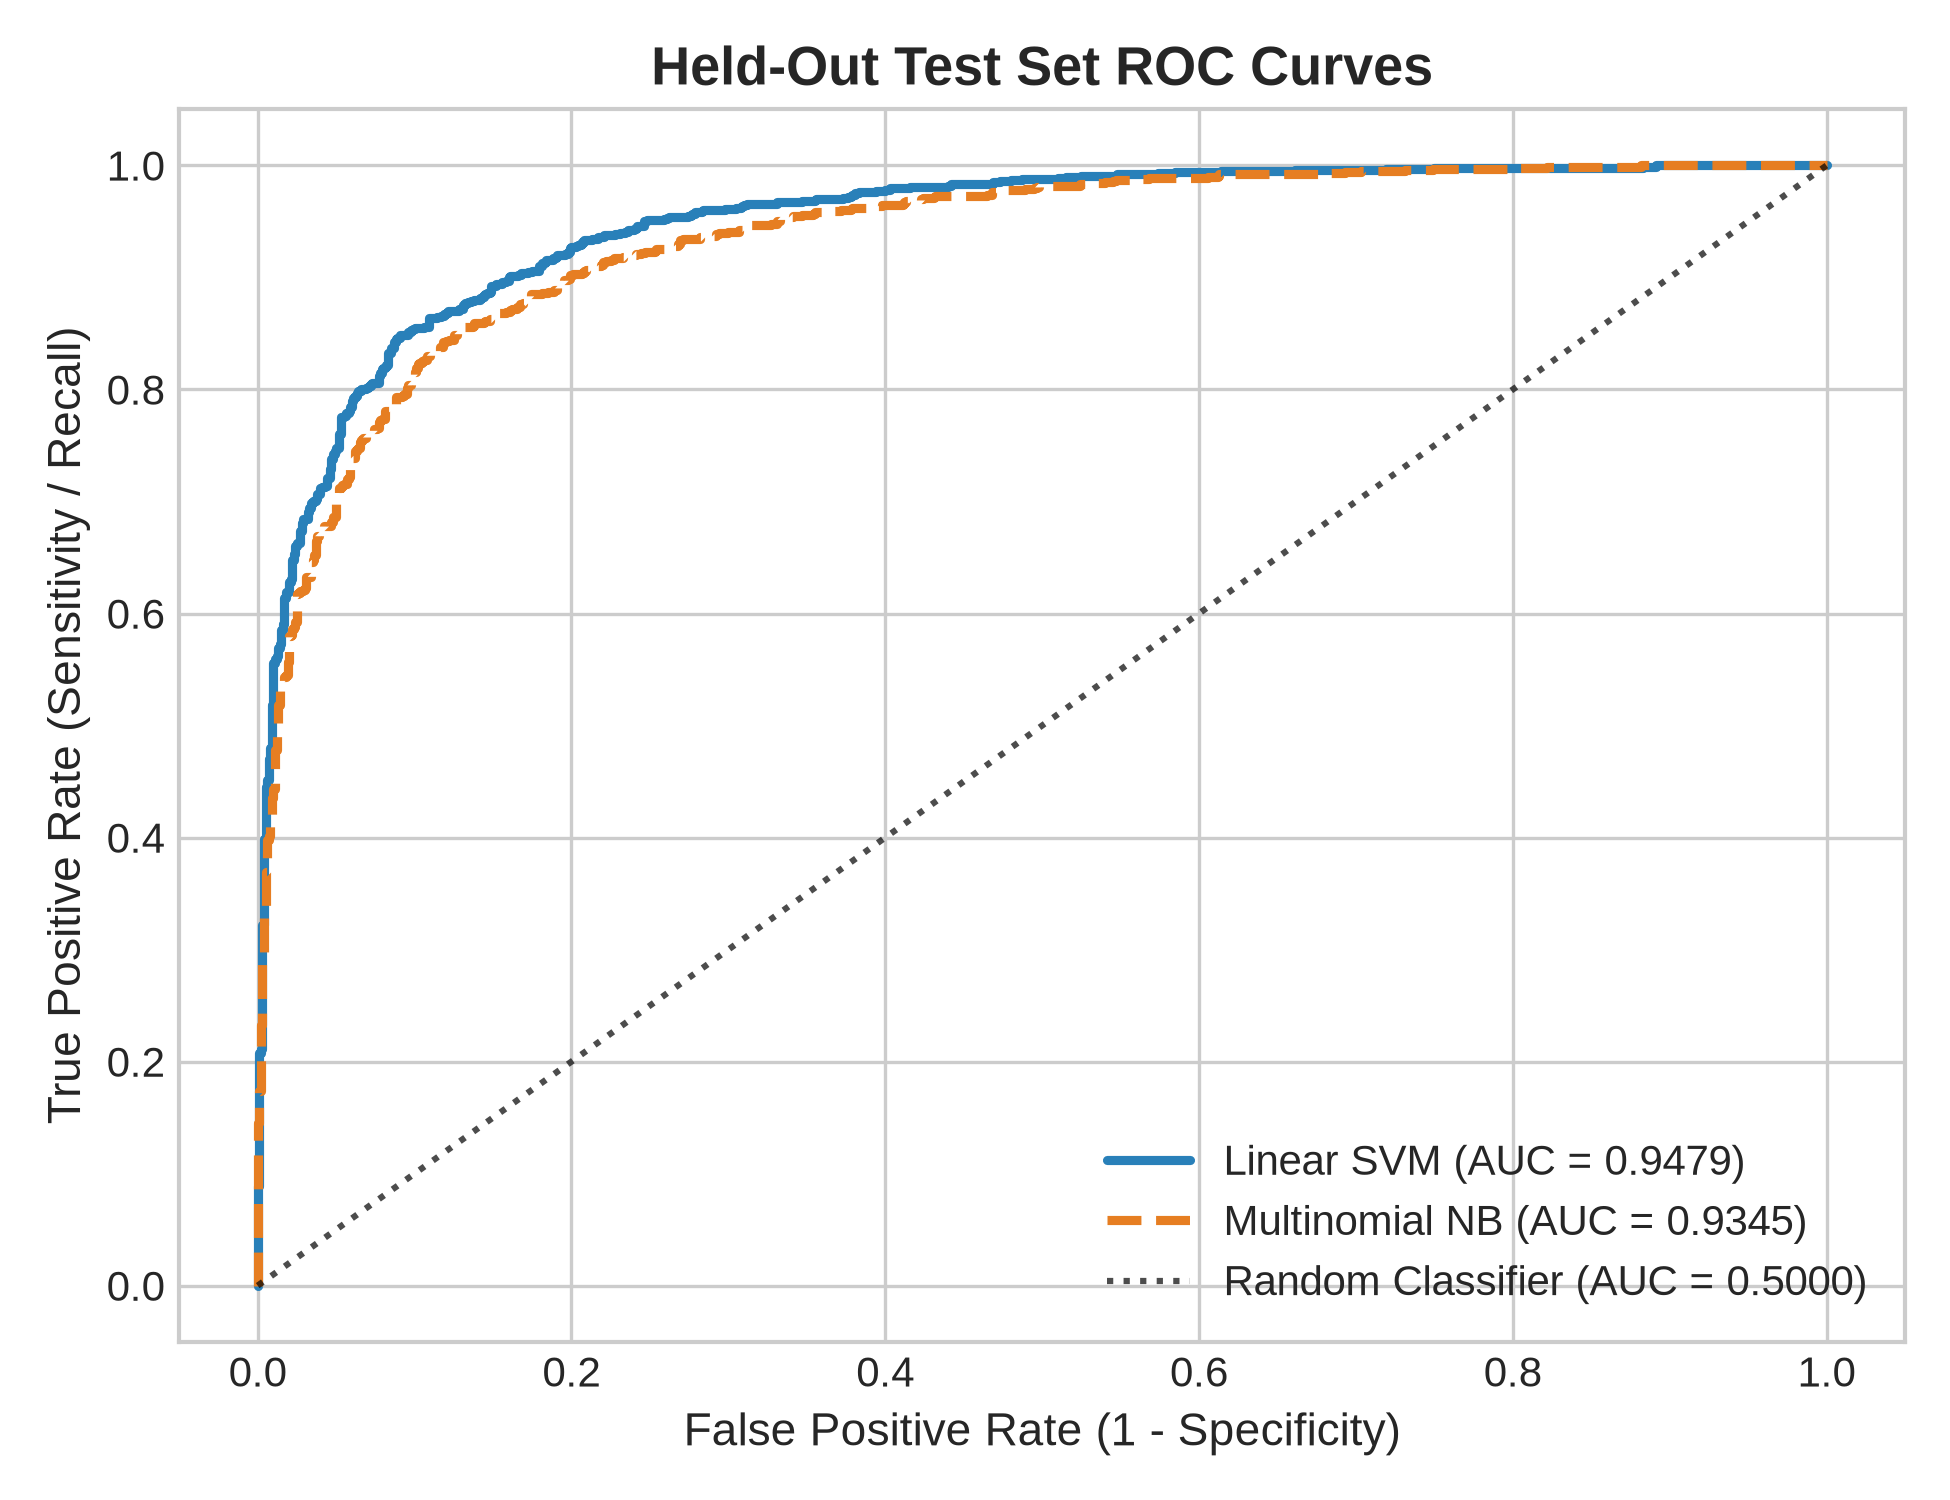 Held-Out Test Set ROC Curves
True Positive Rate (Sensitivity / Recall)
1.0
0.8
0.6
0.4
0.2
0.0
Linear SVM (AUC = 0.9479)
Multinomial NB (AUC = 0.9345)
Random Classifier (AUC = 0.5000)
0.0 0.2 0.4 0.6 0.8 1.0
False Positive Rate (1 - Specificity)